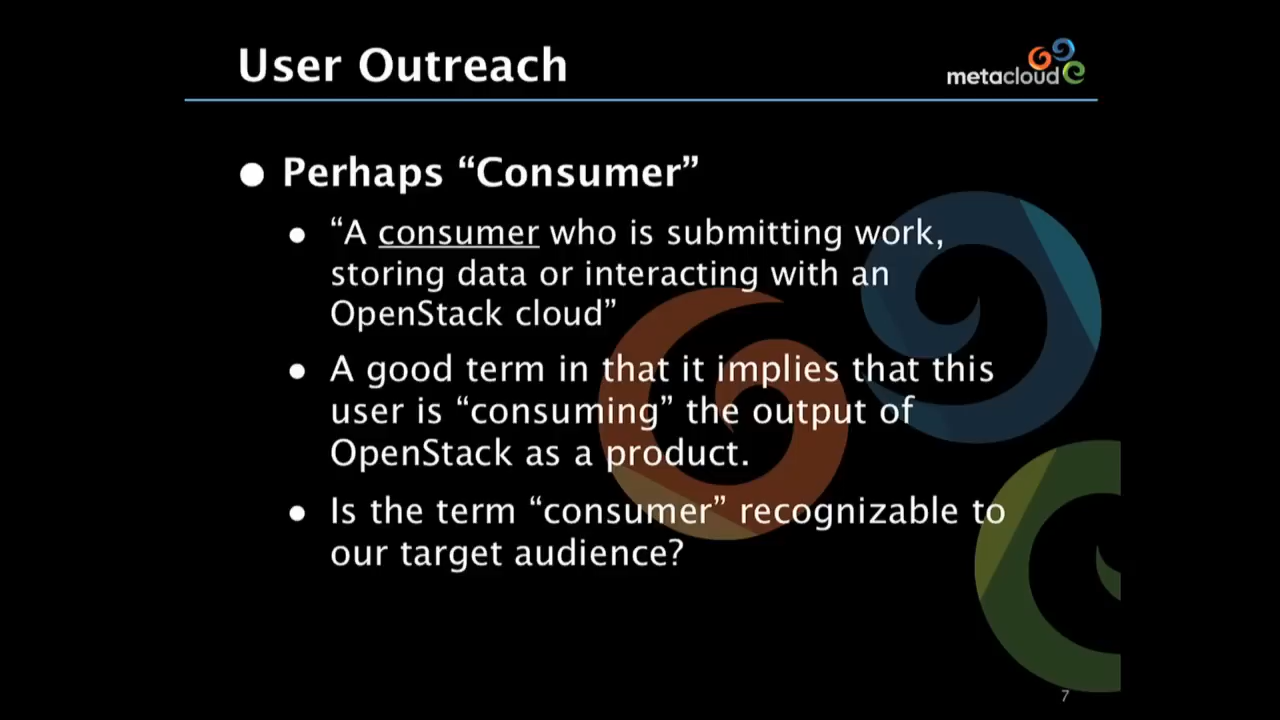 User Outreach
metacloud
● Perhaps “Consumer”
● “A consumer who is submitting work,
storing data or interacting with an
OpenStack cloud”
● A good term in that it implies that this
user is “consuming” the output of
OpenStack as a product.
● Is the term “consumer” recognizable to
our target audience?
7